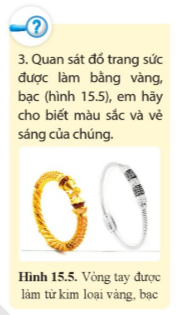 ?
3. Quan sát đồ trang sức
được làm bằng vàng,
bạc (hình 15.5), em hãy
cho biết màu sắc và vẻ
sáng của chúng.
Hình 15.5. Vòng tay được
làm từ kim loại vàng, bạc